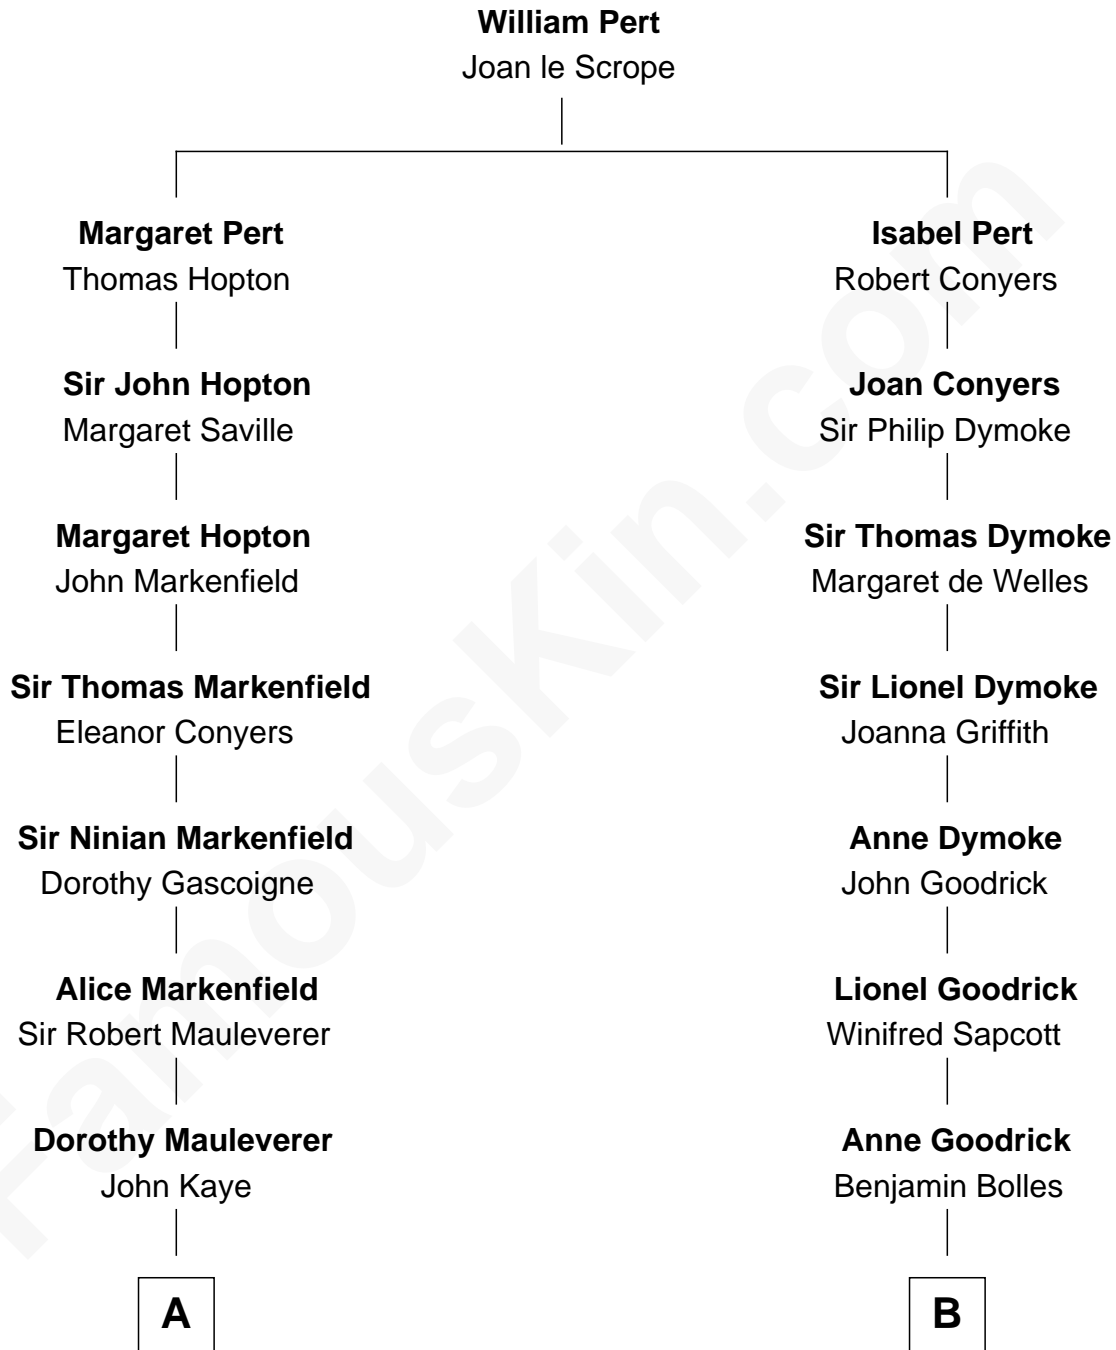 William Pert
Joan le Scrope
Margaret Pert
Thomas Hopton
Isabel Pert
Robert Conyers
Sir John Hopton
Margaret Saville
Joan Conyers
Sir Philip Dymoke
Margaret Hopton
John Markenfield
Sir Thomas Dymoke
Margaret de Welles
Sir Thomas Markenfield
Eleanor Conyers
Sir Lionel Dymoke
Joanna Griffith
Sir Ninian Markenfield
Dorothy Gascoigne
Anne Dymoke
John Goodrick
Alice Markenfield
Sir Robert Mauleverer
Lionel Goodrick
Winifred Sapcott
Dorothy Mauleverer
John Kaye
Anne Goodrick
Benjamin Bolles
A
B
FamousKin.com